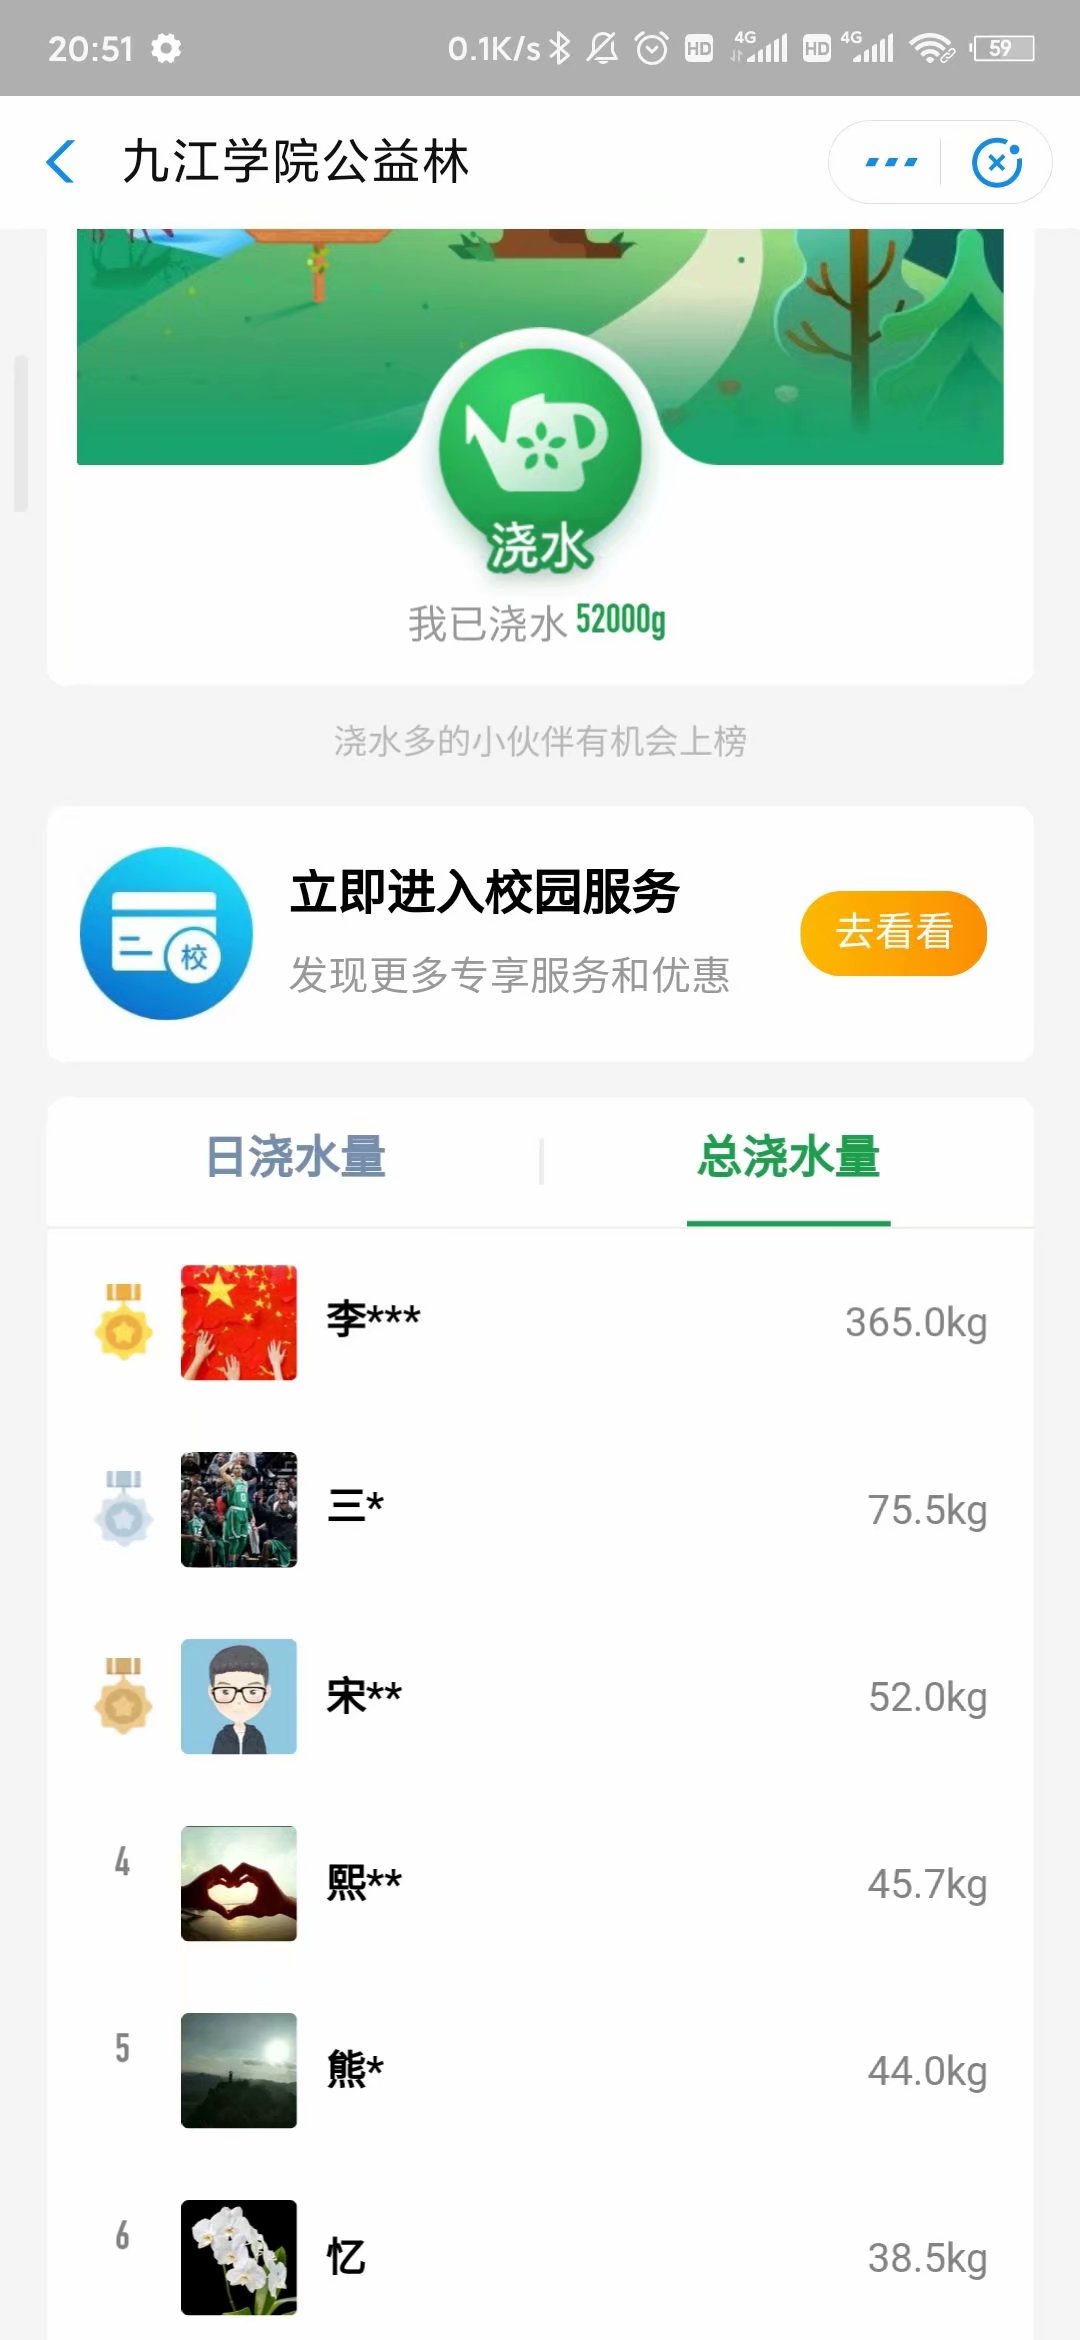 20:51 0.1K/s HD 4G HD 4G 59
九江学院公益林
浇水
我已浇水 52000g
浇水多的小伙伴有机会上榜
立即进入校园服务
校
去看看
发现更多专享服务和优惠
日浇水量 总浇水量
李*** 365.0kg
三* 75.5kg
宋** 52.0kg
4 熙** 45.7kg
5 熊* 44.0kg
6 忆 38.5kg